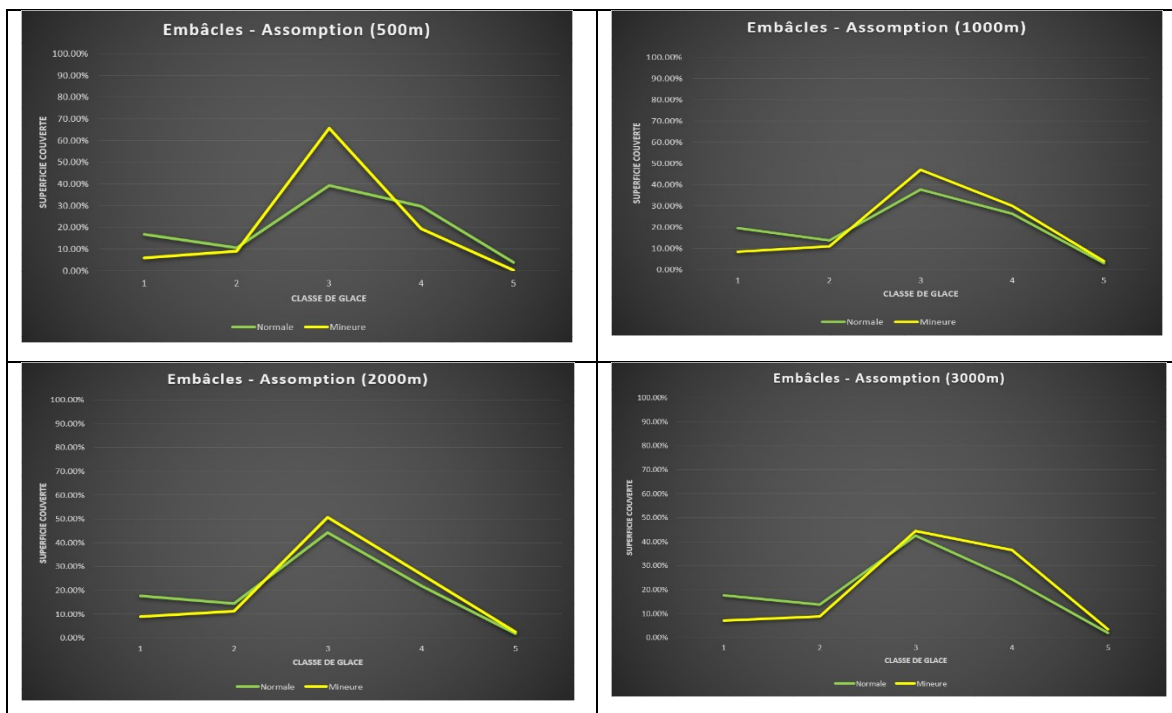 Embâcles - Assomption (500m)
100.00%
90.00%
80.00%
70.00%
60.00%
50.00%
40.00%
30.00%
20.00%
10.00%
0.00%
SUPERFICIE COUVERTE
1 2 3 4 5
CLASSE DE GLACE
Normale Mineure
Embâcles - Assomption (1000m)
100.00%
90.00%
80.00%
70.00%
60.00%
50.00%
40.00%
30.00%
20.00%
10.00%
0.00%
SUPERFICIE COUVERTE
1 2 3 4 5
CLASSE DE GLACE
Normale Mineure
Embâcles - Assomption (2000m)
100.00%
90.00%
80.00%
70.00%
60.00%
50.00%
40.00%
30.00%
20.00%
10.00%
0.00%
SUPERFICIE COUVERTE
1 2 3 4 5
CLASSE DE GLACE
Normale Mineure
Embâcles - Assomption (3000m)
100.00%
90.00%
80.00%
70.00%
60.00%
50.00%
40.00%
30.00%
20.00%
10.00%
0.00%
SUPERFICIE COUVERTE
1 2 3 4 5
CLASSE DE GLACE
Normale Mineure